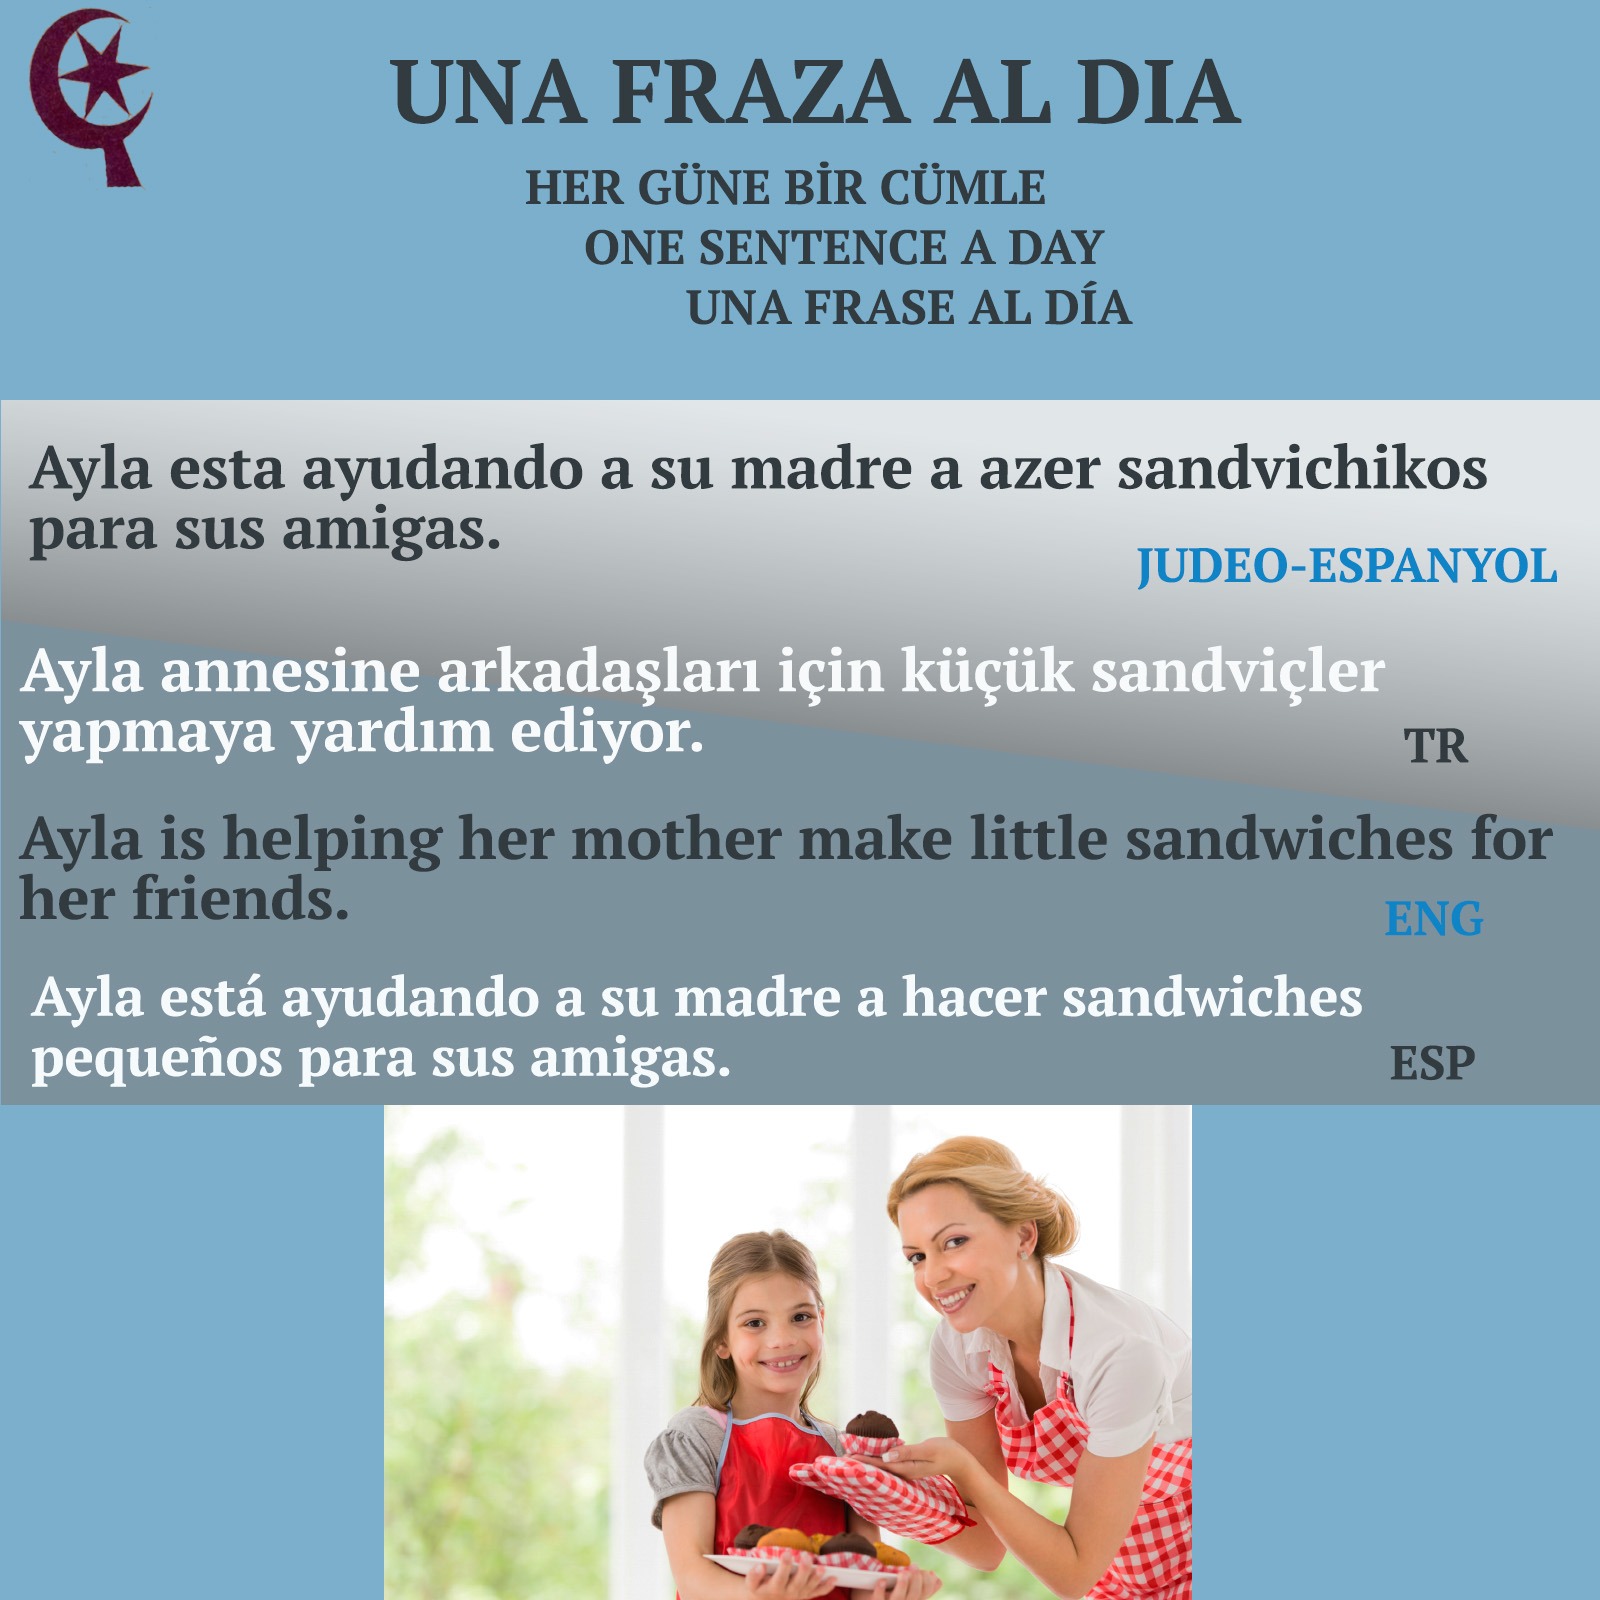 UNA FRAZA AL DIA
HER GÜNE BİR CÜMLE
ONE SENTENCE A DAY
UNA FRASE AL DÍA
Ayla esta ayudando a su madre a azer sandvichikos
para sus amigas.
JUDEO-ESPANYOL
Ayla annesine arkadaşları için küçük sandviçler
yapmaya yardım ediyor.
TR
Ayla is helping her mother make little sandwiches for
her friends.
ENG
Ayla está ayudando a su madre a hacer sandwiches
pequeños para sus amigas.
ESP